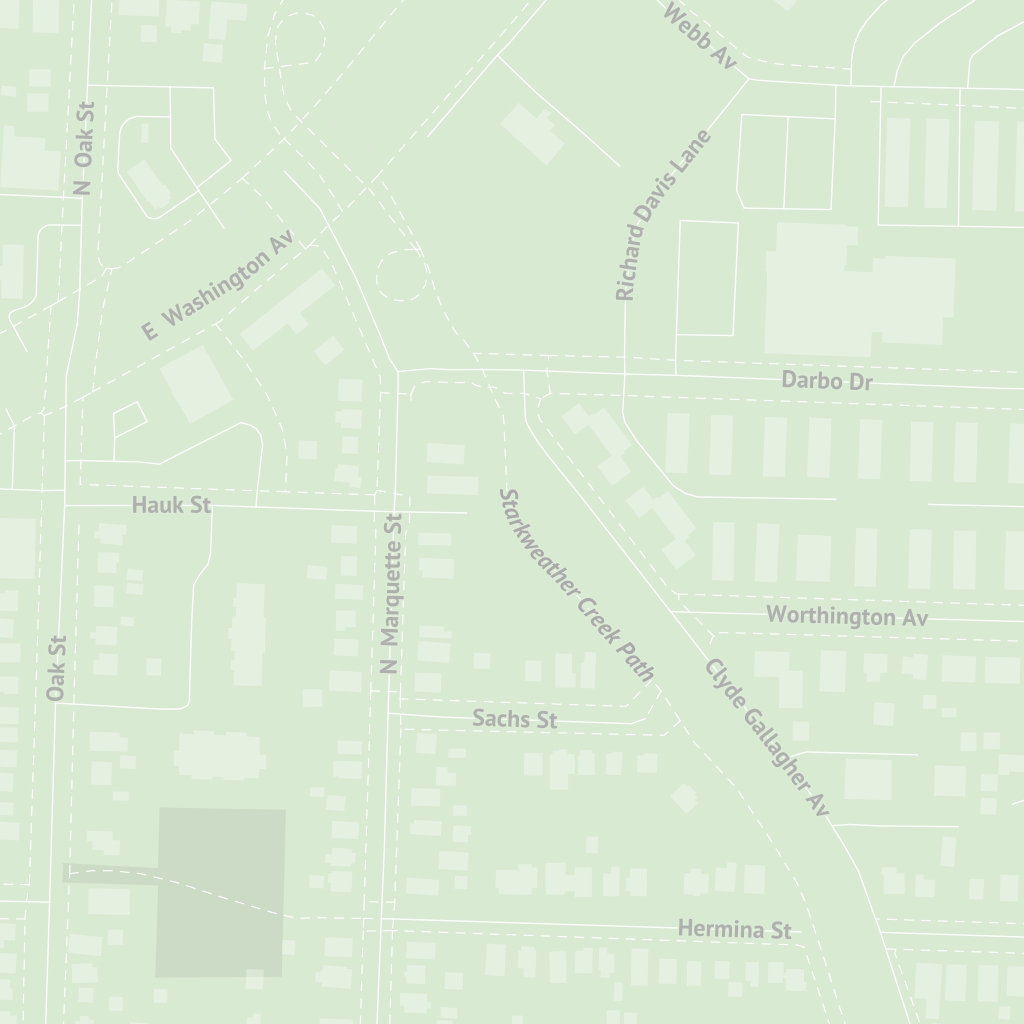 Webb Av
N Oak St
Richard Davis Lane
E Washington Av
Darbo Dr
Hauk St
Starkweather Creek Path
N Marquette St
Worthington Av
Oak St
Clyde Gallagher Av
Sachs St
Hermina St